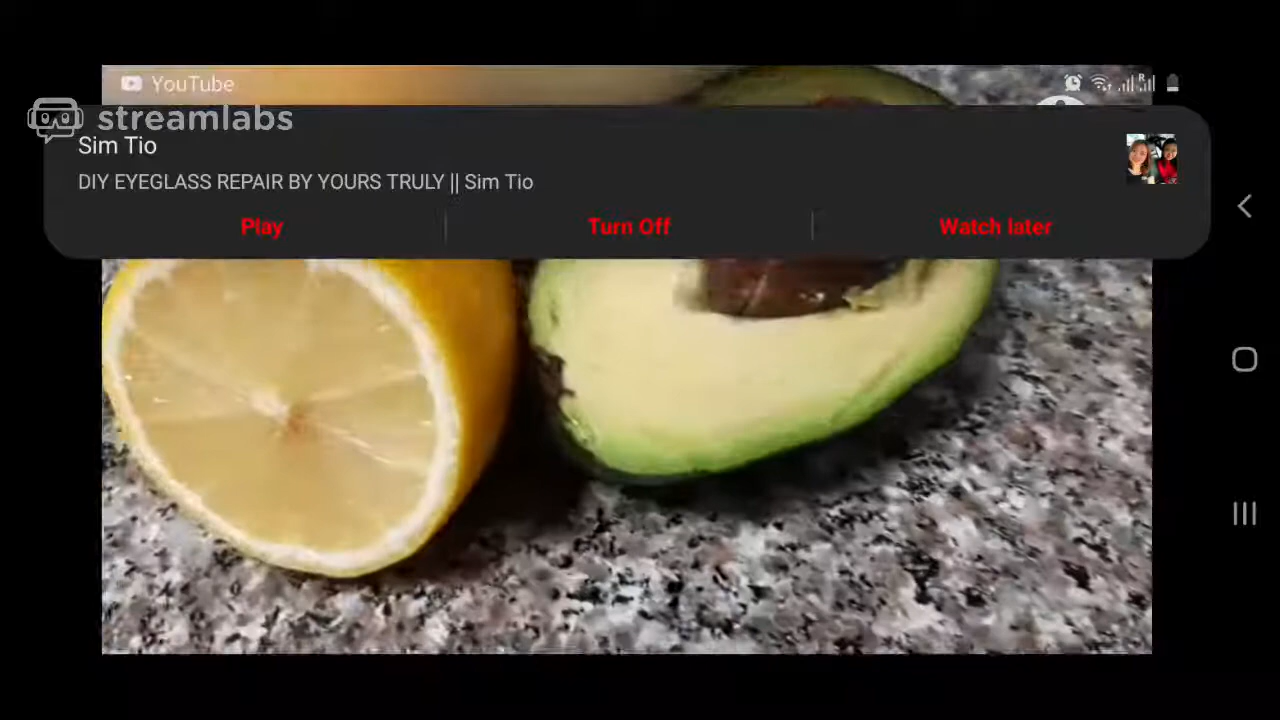 YouTube
streamlabs
Sim Tio
DIY EYEGLASS REPAIR BY YOURS TRULY || Sim Tio
Play
Turn Off
Watch later